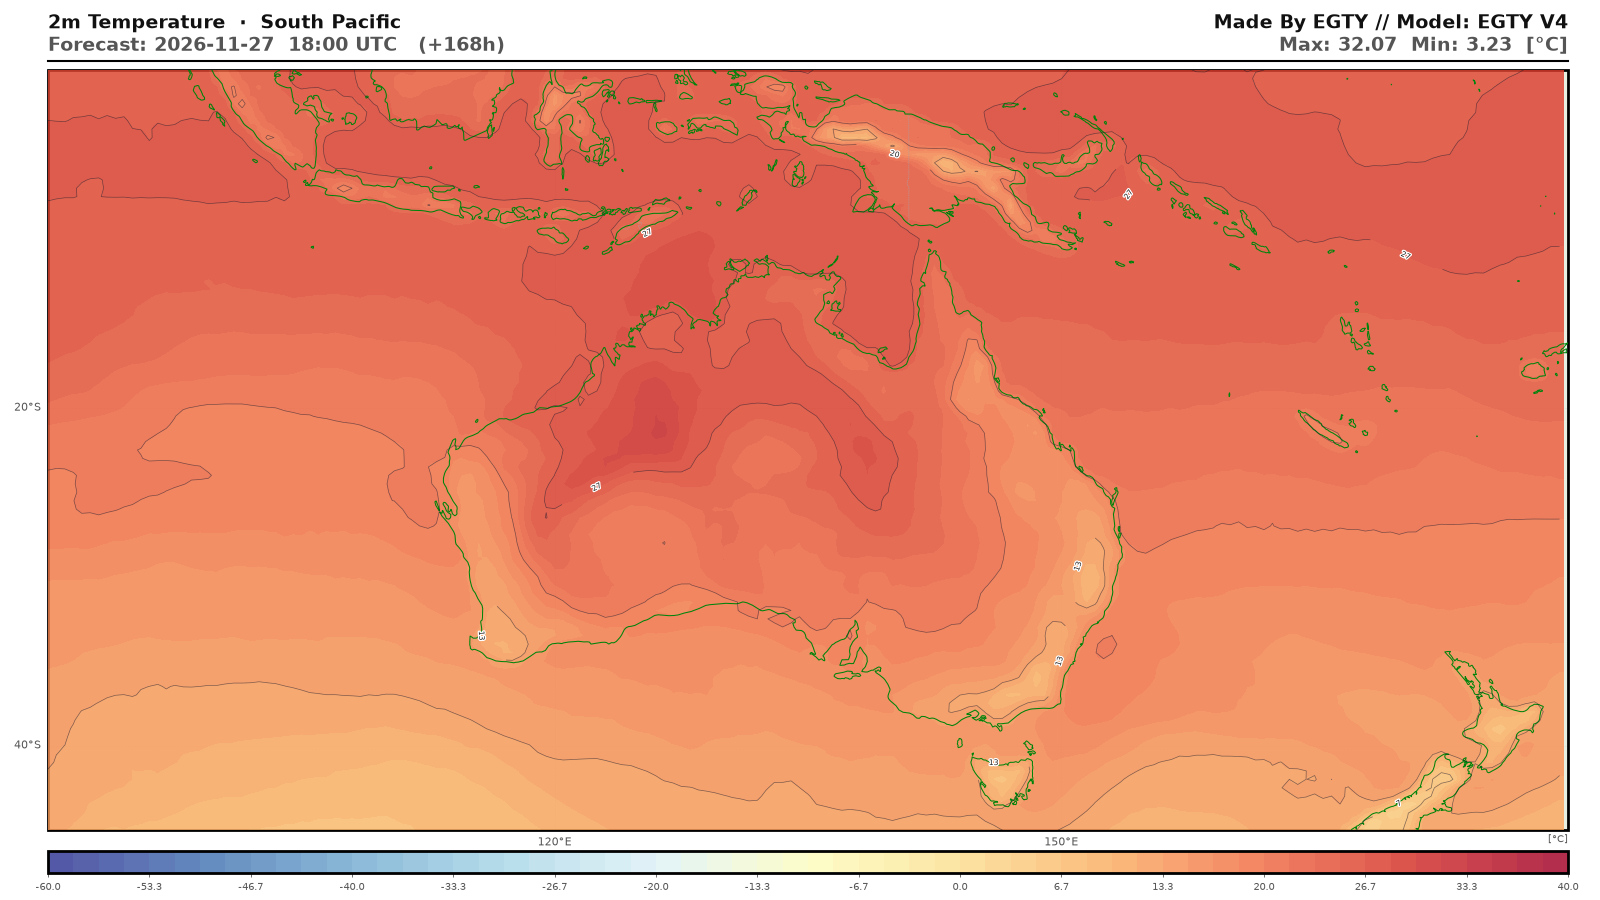 2m Temperature · South Pacific
Made By EGTY // Model: EGTY V4
Forecast: 2026-11-27 18:00 UTC (+168h)
Max: 32.07 Min: 3.23 [°C]
20
27
27
27
20°S
27
13
13
13
40°S
13
7
120°E
150°E
[°C]
-60.0 -53.3 -46.7 -40.0 -33.3 -26.7 -20.0 -13.3 -6.7 0.0 6.7 13.3 20.0 26.7 33.3 40.0